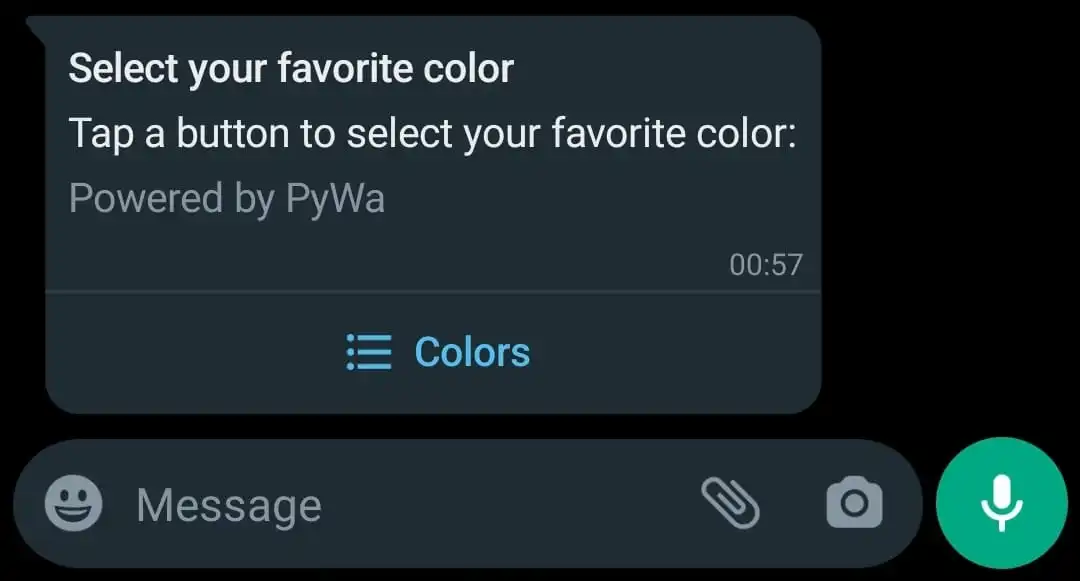 Select your favorite color
Tap a button to select your favorite color:
Powered by PyWa
00:57
Colors
Message